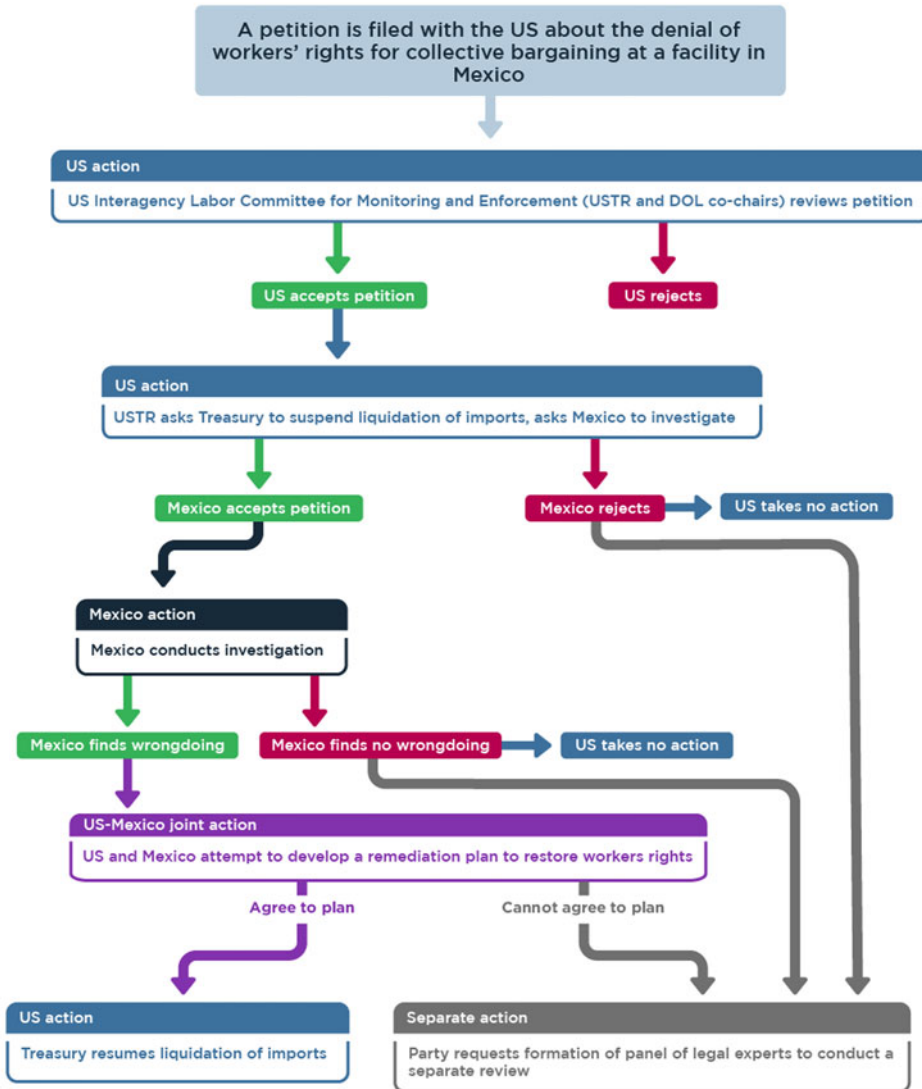 A petition is filed with the US about the denial of
workers’ rights for collective bargaining at a facility in
Mexico
US action
US Interagency Labor Committee for Monitoring and Enforcement (USTR and DOL co-chairs) reviews petition
US accepts petition
US rejects
US action
USTR asks Treasury to suspend liquidation of imports, asks Mexico to investigate
Mexico accepts petition
Mexico rejects
US takes no action
Mexico action
Mexico conducts investigation
Mexico finds wrongdoing
Mexico finds no wrongdoing
US takes no action
US-Mexico joint action
US and Mexico attempt to develop a remediation plan to restore workers rights
Agree to plan
Cannot agree to plan
US action
Treasury resumes liquidation of imports
Separate action
Party requests formation of panel of legal experts to conduct a
separate review